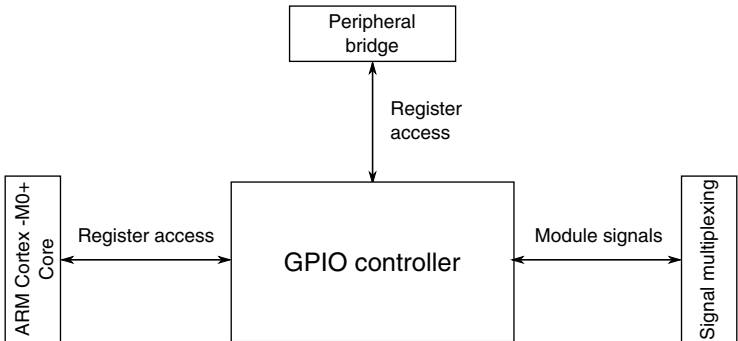 Peripheral
bridge
Register
access
ARM Cortex -M0+
Core
Register access
GPIO controller
Module signals
Signal multiplexing